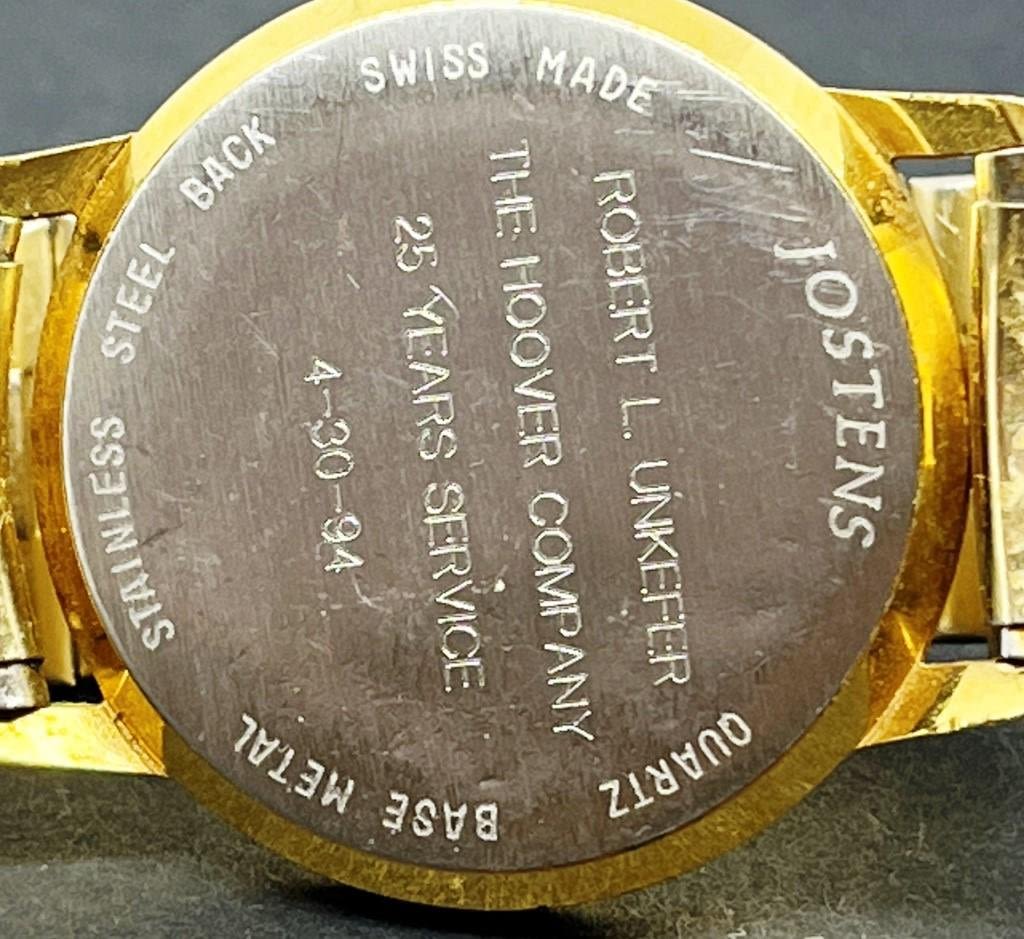 JOSTENS
ROBERT L. UNKEFER
THE HOOVER COMPANY
25 YEARS SERVICE
4-30-94
QUARTZ
BASE METAL
STAINLESS STEEL BACK
SWISS MADE